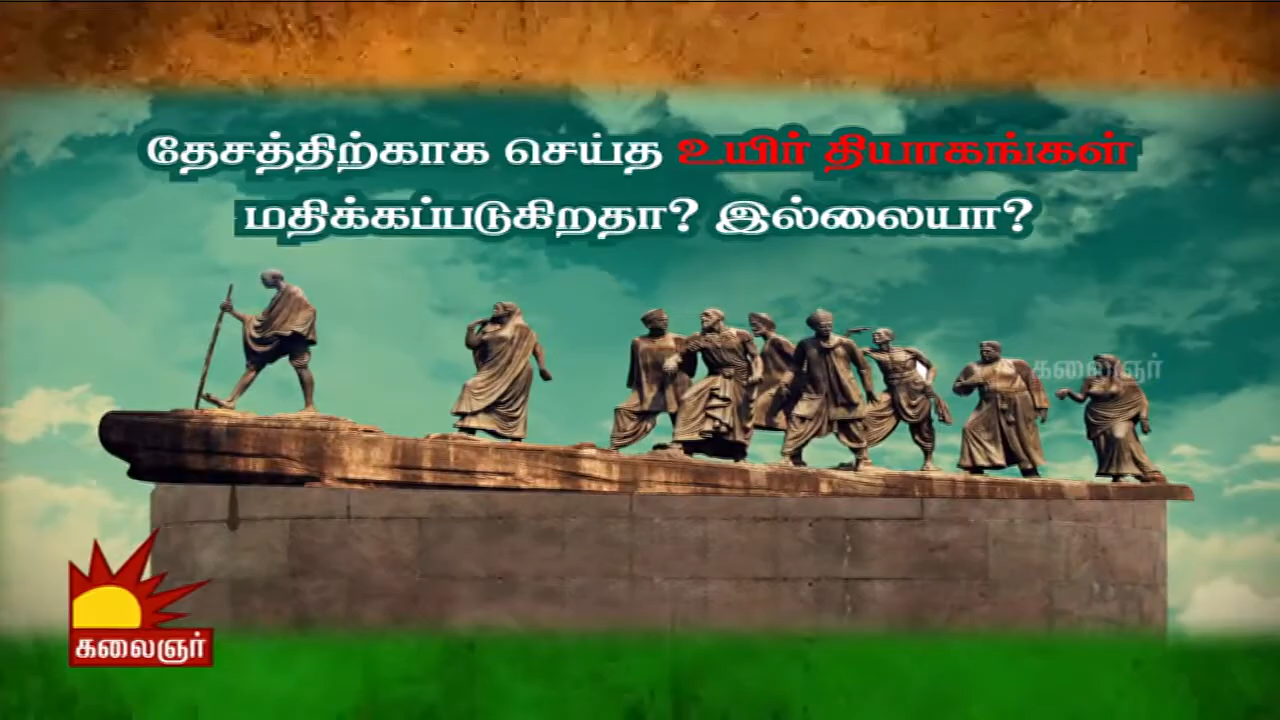 தேசத்திற்காக செய்த உயிர் தியாகங்கள்
மதிக்கப்படுகிறதா? இல்லையா?
கலைஞர்
கலைஞர்